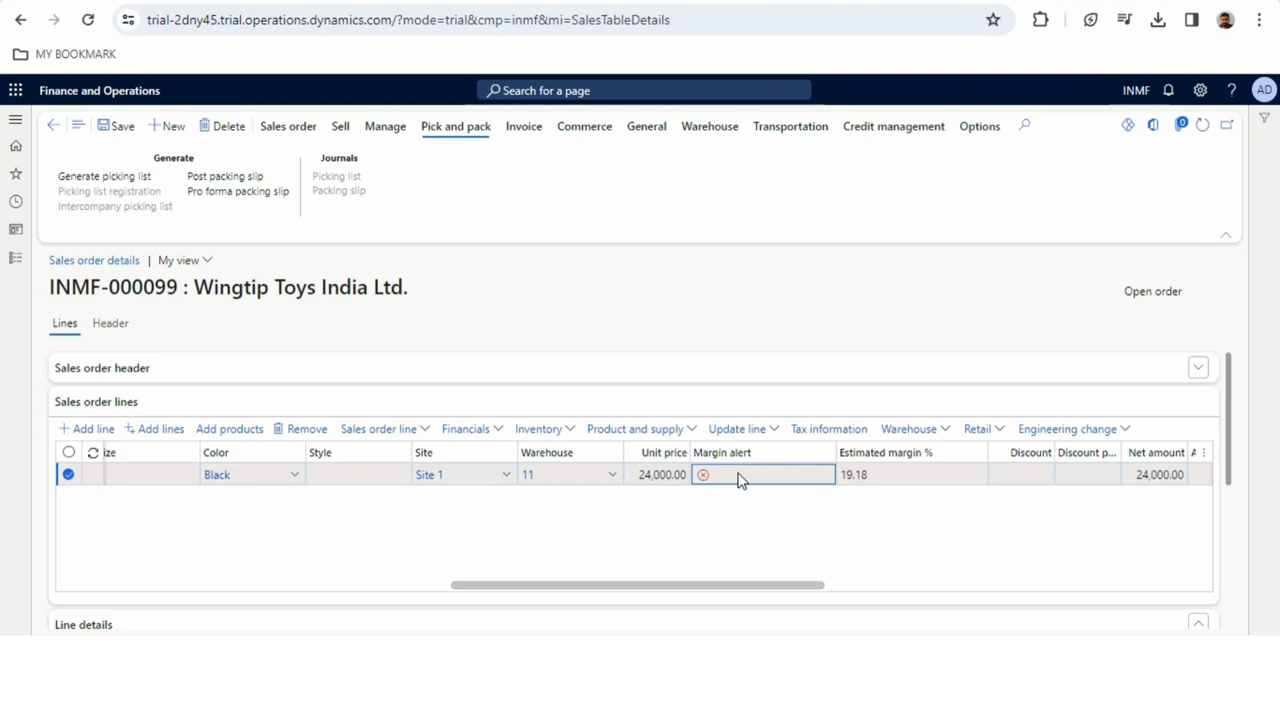 trial-2dny45.trial.operations.dynamics.com/?mode=trial&cmp=inmf&mi=SalesTableDetails
MY BOOKMARK
Finance and Operations
Search for a page
INMF
?
AD
Save
New
Delete
Sales order
Sell
Manage
Pick and pack
Invoice
Commerce
General
Warehouse
Transportation
Credit management
Options
0
Generate
Journals
Generate picking list
Post packing slip
Picking list
Picking list registration
Pro forma packing slip
Packing slip
Intercompany picking list
Sales order details | My view
INMF-000099 : Wingtip Toys India Ltd.
Open order
Lines
Header
Sales order header
Sales order lines
Add line
Add lines
Add products
Remove
Sales order line
Financials
Inventory
Product and supply
Update line
Tax information
Warehouse
Retail
Engineering change
ize
Color
Style
Site
Warehouse
Unit price
Margin alert
Estimated margin %
Discount
Discount p...
Net amount
A
Black
Site 1
11
24,000.00
19.18
24,000.00
Line details